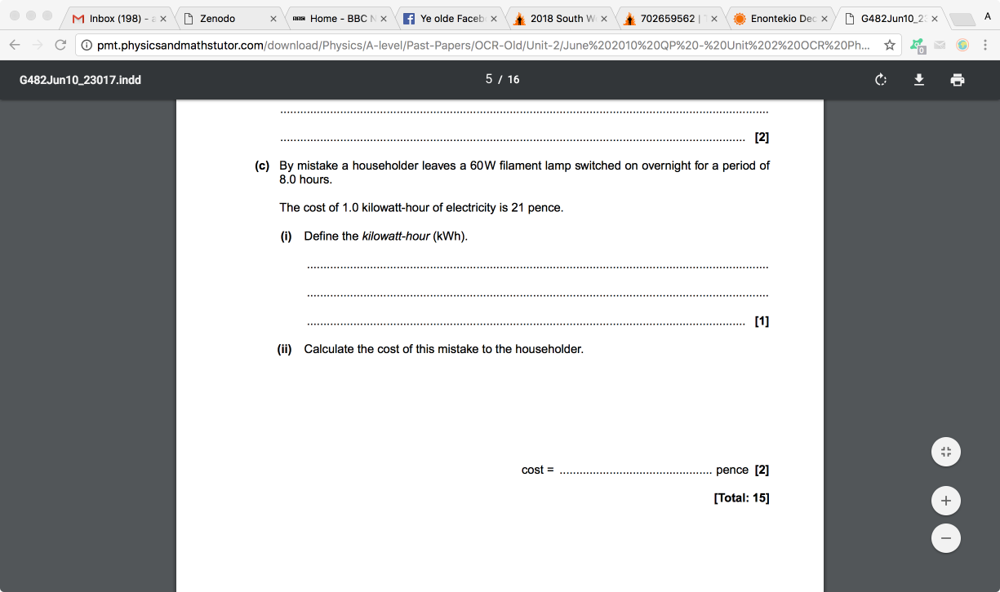 Inbox (198) - a
Zenodo
BBC Home - BBC N
Ye olde Faceb
2018 South W
702659562 | T
Enontekio Dec
G482Jun10_23
A
pmt.physicsandmathstutor.com/download/Physics/A-level/Past-Papers/OCR-Old/Unit-2/June%202010%20QP%20-%20Unit%202%20OCR%20Ph...
0
G482Jun10_23017.indd
5 / 16
................................................................................
................................................................................ [2]
(c) By mistake a householder leaves a 60W filament lamp switched on overnight for a period of
8.0 hours.
The cost of 1.0 kilowatt-hour of electricity is 21 pence.
(i) Define the kilowatt-hour (kWh).
................................................................................
................................................................................
................................................................................ [1]
(ii) Calculate the cost of this mistake to the householder.
cost = ............................................. pence [2]
[Total: 15]